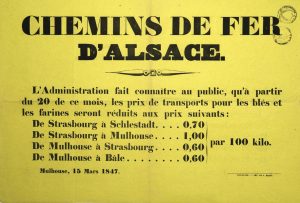 CHEMINS DE FER
D'ALSACE.
L'Administration fait connaître au public, qu'à partir
du 20 de ce mois, les prix de transports pour les blés et
les farines seront réduits aux prix suivants:
De Strasbourg à Schlestadt. . . . 0,70
De Strasbourg à Mulhouse . . . . 1,00
De Mulhouse à Strasbourg . . . . 0,60
De Mulhouse à Bâle. . . . . . . . 0,60
par 100 kilo.
Mulhouse, 15 Mars 1847.